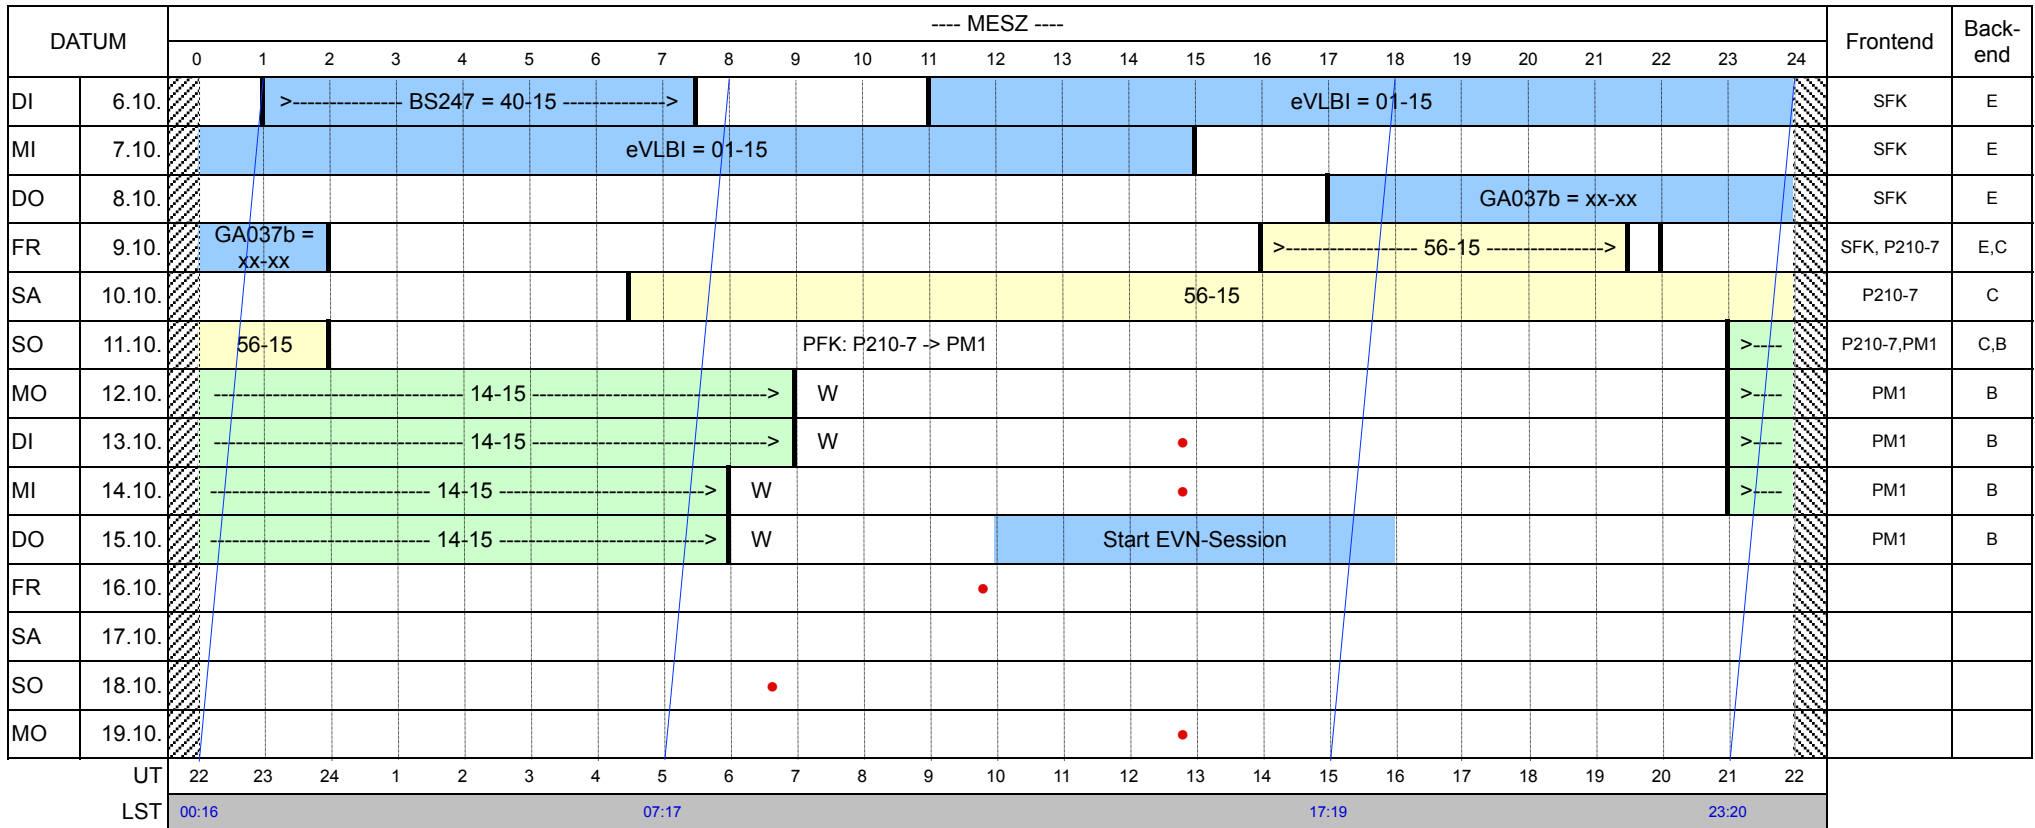 DATUM ---- MESZ ---- Frontend Back-end
0 1 2 3 4 5 6 7 8 9 10 11 12 13 14 15 16 17 18 19 20 21 22 23 24
DI 6.10. >---------------- BS247 = 40-15 ---------------> eVLBI = 01-15 SFK E
MI 7.10. eVLBI = 01-15 SFK E
DO 8.10. GA037b = xx-xx SFK E
FR 9.10. GA037b = xx-xx >-------------------- 56-15 ----------------> SFK, P210-7 E,C
SA 10.10. 56-15 P210-7 C
SO 11.10. 56-15 PFK: P210-7 -> PM1 >---- P210-7,PM1 C,B
MO 12.10. ------------------------------------- 14-15 -----------------------------------> W >---- PM1 B
DI 13.10. ------------------------------------- 14-15 -----------------------------------> W >---- PM1 B
MI 14.10. --------------------------------- 14-15 -------------------------------> W >---- PM1 B
DO 15.10. --------------------------------- 14-15 -------------------------------> W Start EVN-Session PM1 B
FR 16.10.
SA 17.10.
SO 18.10.
MO 19.10.
UT 22 23 24 1 2 3 4 5 6 7 8 9 10 11 12 13 14 15 16 17 18 19 20 21 22
LST 00:16 07:17 17:19 23:20